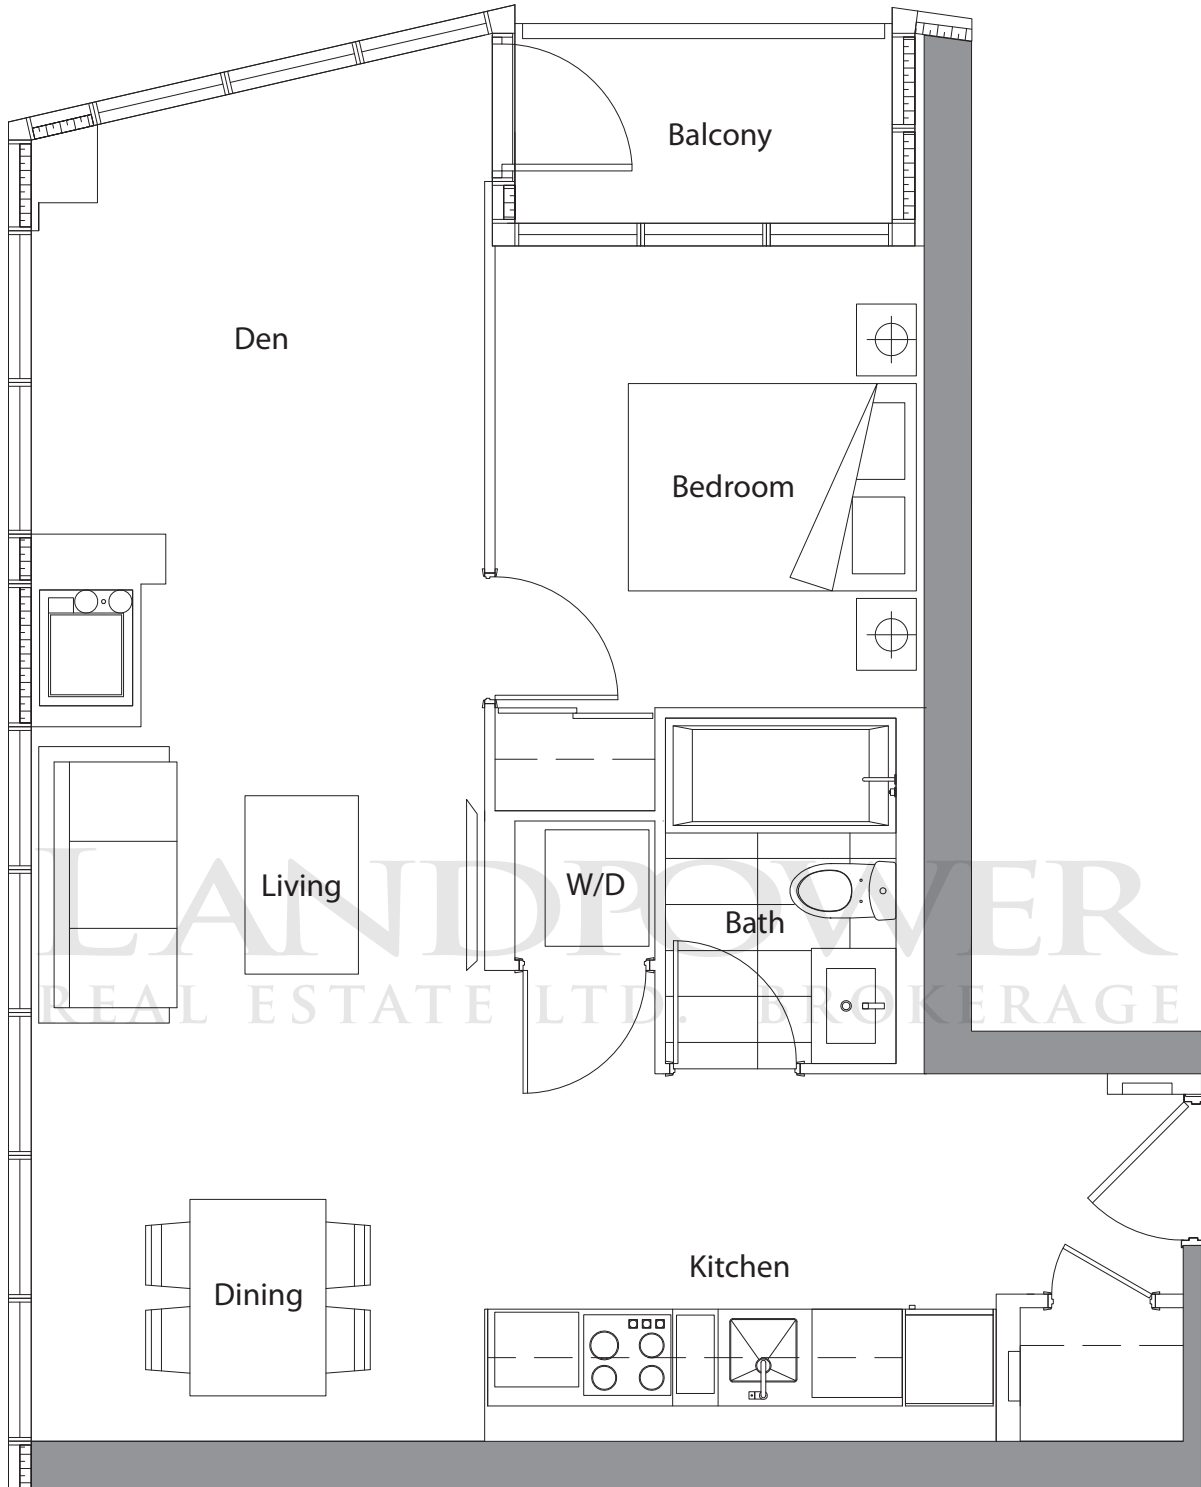 Balcony
Den
Bedroom
Living
W/D
Bath
LANDPOWER
REAL ESTATE LTD. BROKERAGE
Kitchen
Dining